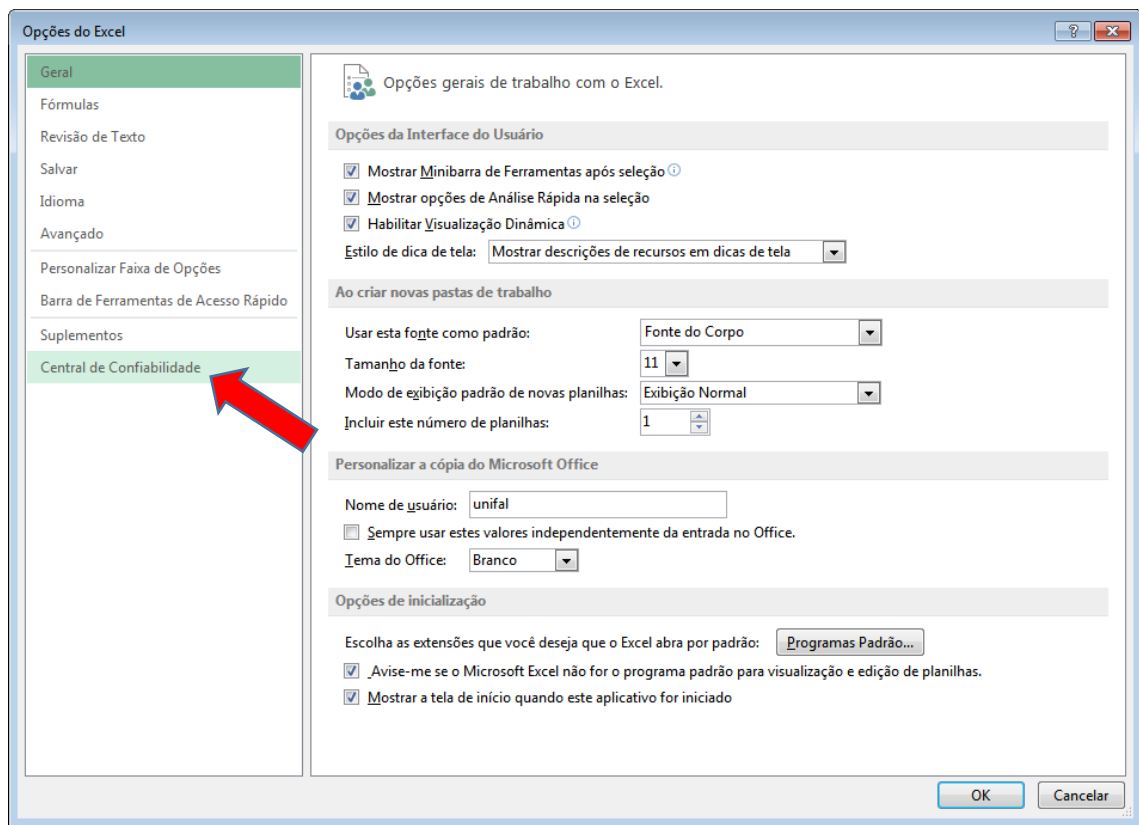 Opções do Excel
Geral
Fórmulas
Revisão de Texto
Salvar
Idioma
Avançado
Personalizar Faixa de Opções
Barra de Ferramentas de Acesso Rápido
Suplementos
Central de Confiabilidade
Opções gerais de trabalho com o Excel.
Opções da Interface do Usuário
Mostrar Minibarra de Ferramentas após seleção
Mostrar opções de Análise Rápida na seleção
Habilitar Visualização Dinâmica
Estilo de dica de tela: Mostrar descrições de recursos em dicas de tela
Ao criar novas pastas de trabalho
Usar esta fonte como padrão: Fonte do Corpo
Tamanho da fonte: 11
Modo de exibição padrão de novas planilhas: Exibição Normal
Incluir este número de planilhas: 1
Personalizar a cópia do Microsoft Office
Nome de usuário: unifal
Sempre usar estes valores independentemente da entrada no Office.
Tema do Office: Branco
Opções de inicialização
Escolha as extensões que você deseja que o Excel abra por padrão: Programas Padrão...
Avise-me se o Microsoft Excel não for o programa padrão para visualização e edição de planilhas.
Mostrar a tela de início quando este aplicativo for iniciado
OK Cancelar